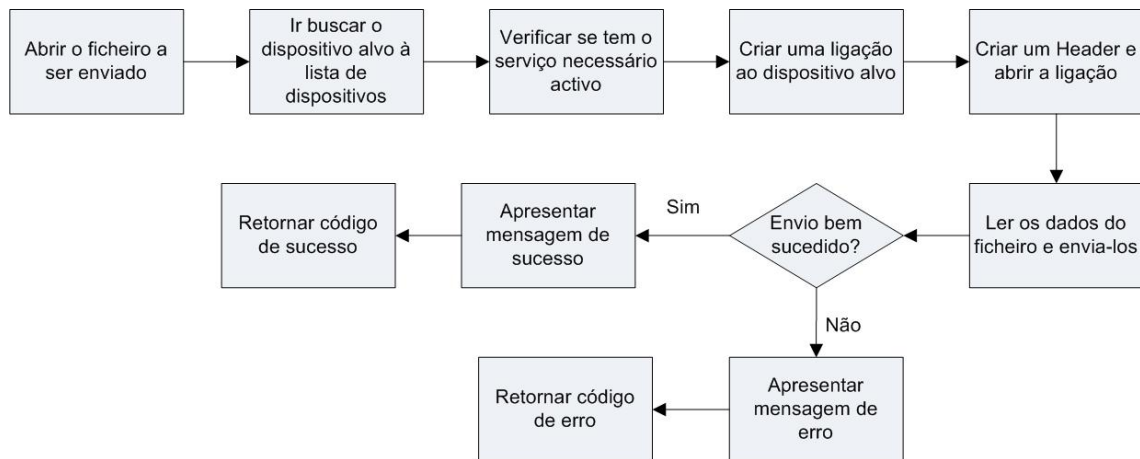 Abrir o ficheiro a
ser enviado
Ir buscar o
dispositivo alvo à
lista de
dispositivos
Verificar se tem o
serviço necessário
activo
Criar uma ligação
ao dispositivo alvo
Criar um Header e
abrir a ligação
Ler os dados do
ficheiro e envia-los
Envio bem
sucedido?
Sim
Apresentar
mensagem de
sucesso
Retornar código
de sucesso
Não
Apresentar
mensagem de
erro
Retornar código
de erro